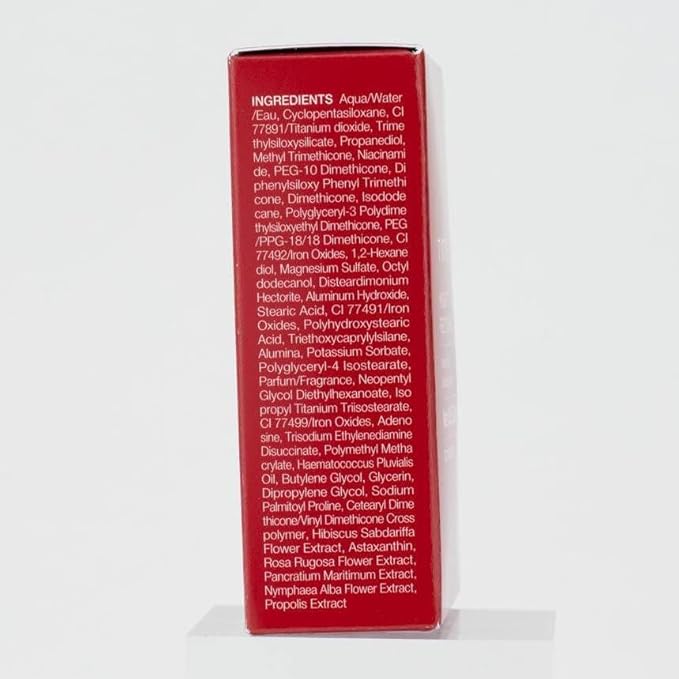 INGREDIENTS Aqua/Water
/Eau, Cyclopentasiloxane, CI
77891/Titanium dioxide, Trime
thylsiloxysilicate, Propanediol,
Methyl Trimethicone, Niacinami
de, PEG-10 Dimethicone, Di
phenylsiloxy Phenyl Trimethi
cone, Dimethicone, Isodode
cane, Polyglyceryl-3 Polydime
thylsiloxyethyl Dimethicone, PEG
/PPG-18/18 Dimethicone, CI
77492/Iron Oxides, 1,2-Hexane
diol, Magnesium Sulfate, Octyl
dodecanol, Disteardimonium
Hectorite, Aluminum Hydroxide,
Stearic Acid, CI 77491/Iron
Oxides, Polyhydroxystearic
Acid, Triethoxycaprylylsilane,
Alumina, Potassium Sorbate,
Polyglyceryl-4 Isostearate,
Parfum/Fragrance, Neopentyl
Glycol Diethylhexanoate, Iso
propyl Titanium Triisostearate,
CI 77499/Iron Oxides, Adeno
sine, Trisodium Ethylenediamine
Disuccinate, Polymethyl Metha
crylate, Haematococcus Pluvialis
Oil, Butylene Glycol, Glycerin,
Dipropylene Glycol, Sodium
Palmitoyl Proline, Cetearyl Dime
thicone/Vinyl Dimethicone Cross
polymer, Hibiscus Sabdariffa
Flower Extract, Astaxanthin,
Rosa Rugosa Flower Extract,
Pancratium Maritimum Extract,
Nymphaea Alba Flower Extract,
Propolis Extract